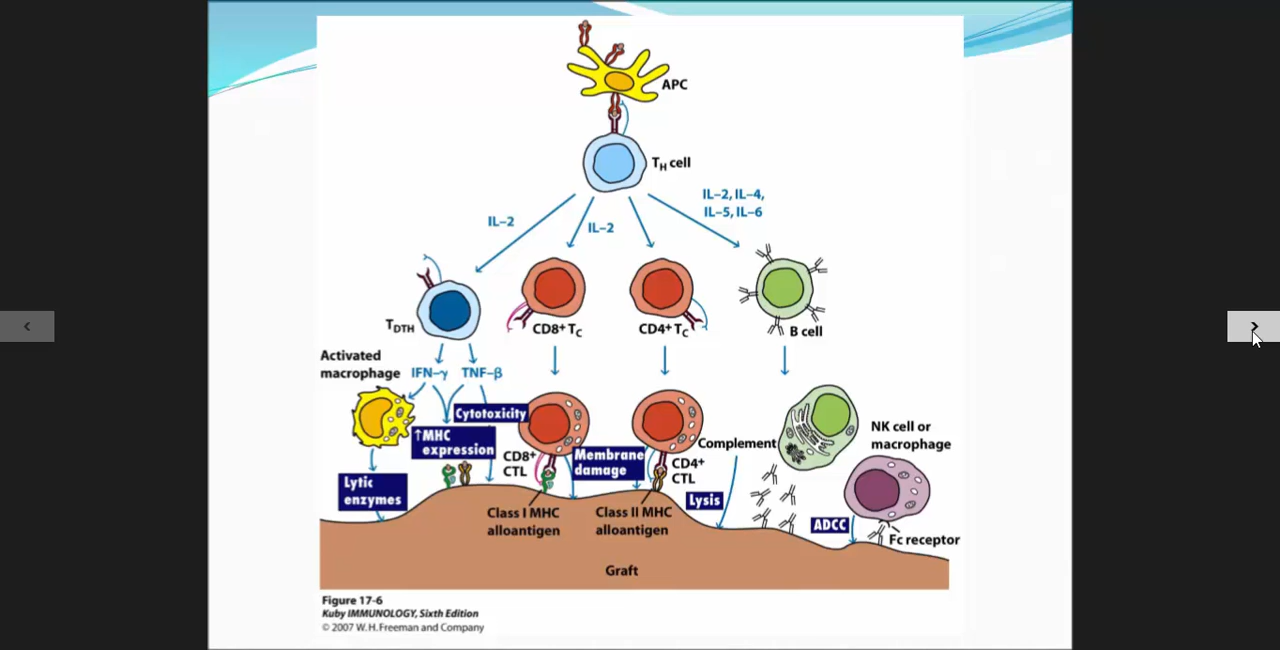 APC
TH cell
IL–2, IL–4,
IL–5, IL–6
IL–2
IL–2
TDTH
CD8+ TC
CD4+ TC
B cell
Activated
macrophage
IFN–γ
TNF–β
Cytotoxicity
↑MHC
expression
Lytic
enzymes
CD8+
CTL
Membrane
damage
CD4+
CTL
Complement
NK cell or
macrophage
Lysis
Class I MHC
alloantigen
Class II MHC
alloantigen
ADCC
Fc receptor
Graft
Figure 17-6
Kuby IMMUNOLOGY, Sixth Edition
© 2007 W. H. Freeman and Company